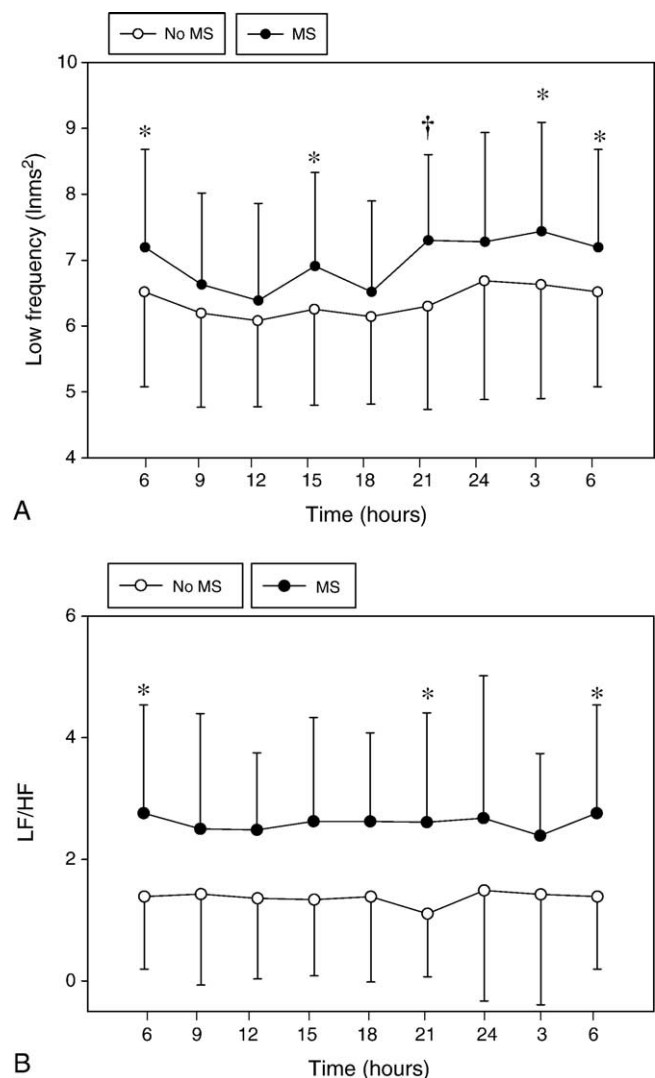 No MS MS
10
9
8
7
6
5
4
* * † * *
Low frequency (lnms²)
6 9 12 15 18 21 24 3 6
Time (hours)
A
No MS MS
6
4
2
0
* * *
LF/HF
6 9 12 15 18 21 24 3 6
Time (hours)
B